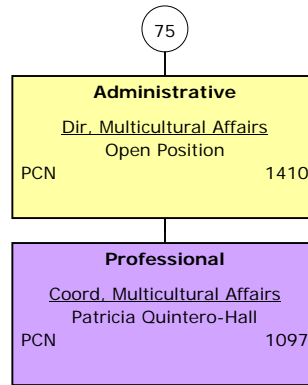 75
Administrative
Dir, Multicultural Affairs
Open Position
PCN 1410
Professional
Coord, Multicultural Affairs
Patricia Quintero-Hall
PCN 1097